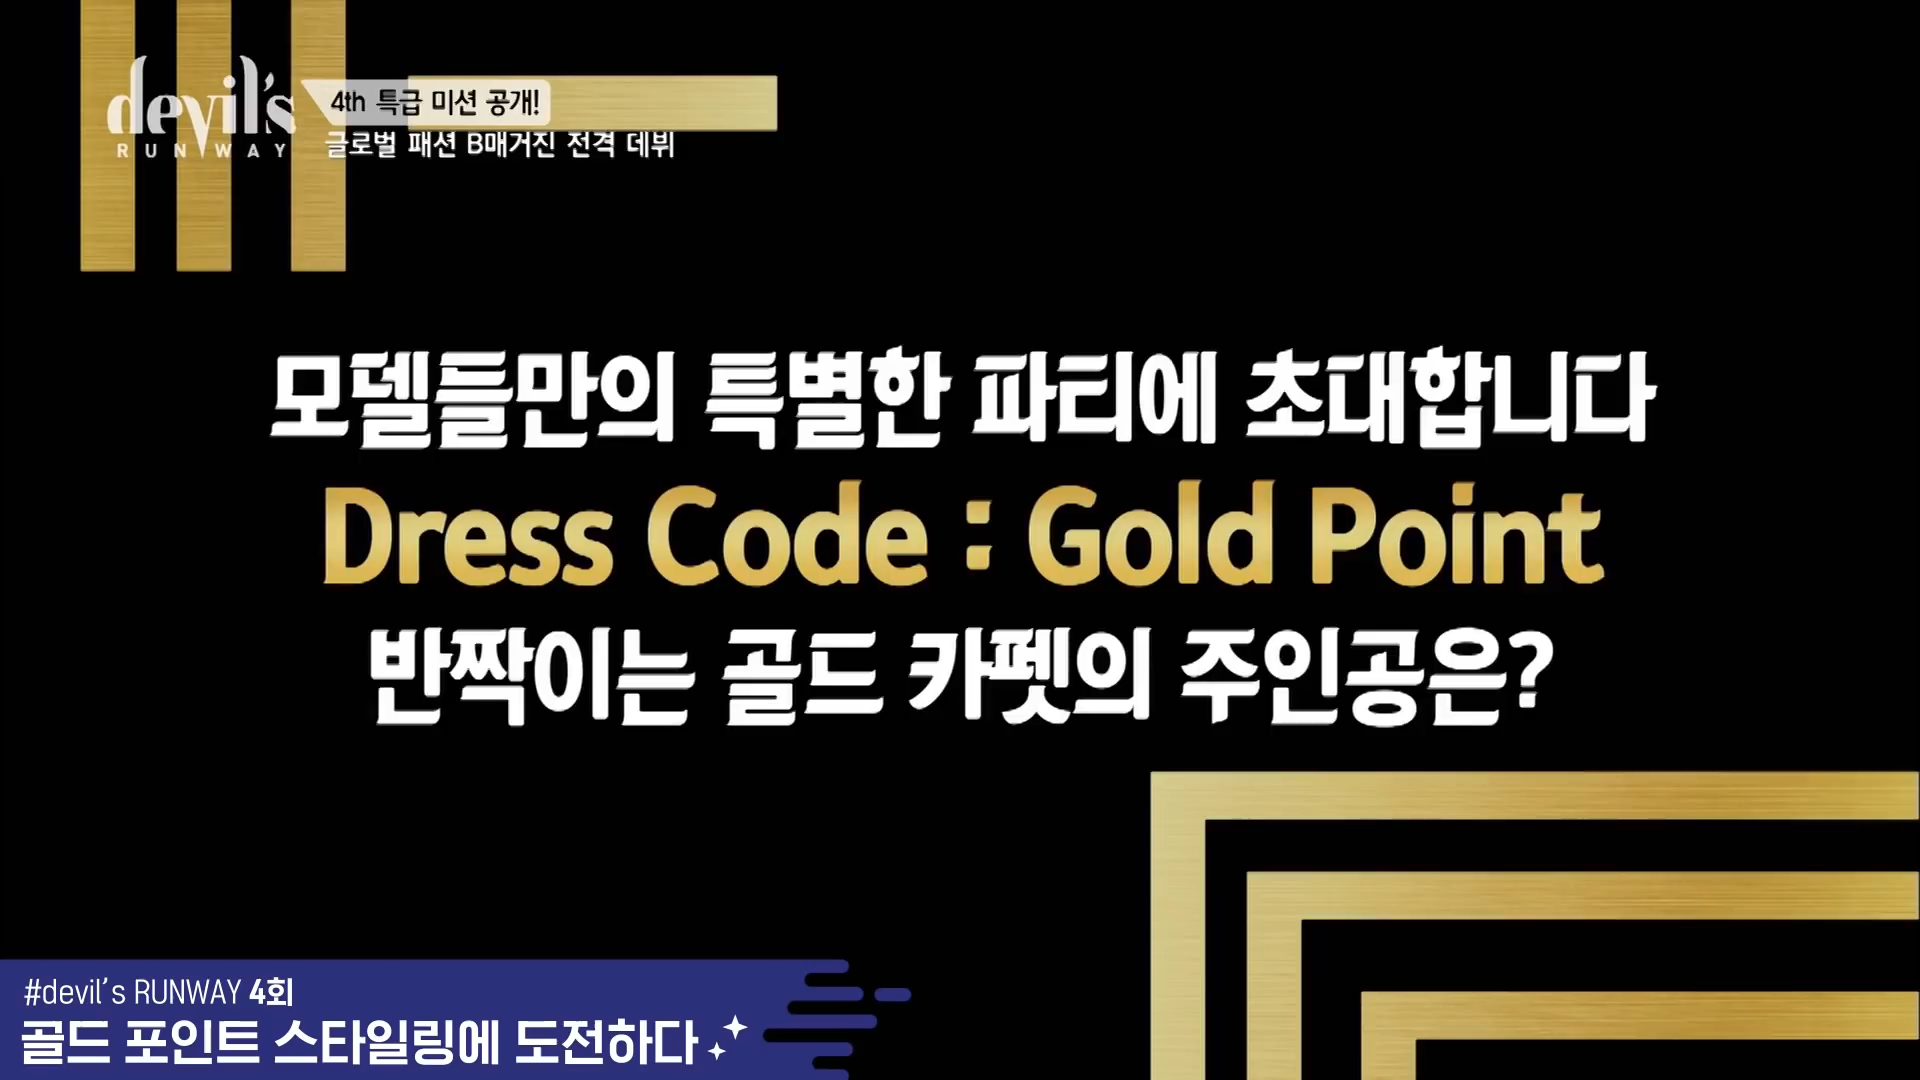 devil's
RUNWAY
4th 특급 미션 공개!
글로벌 패션 B매거진 전격 데뷔
모델들만의 특별한 파티에 초대합니다
Dress Code : Gold Point
반짝이는 골드 카펫의 주인공은?
#devil's RUNWAY 4회
골드 포인트 스타일링에 도전하다